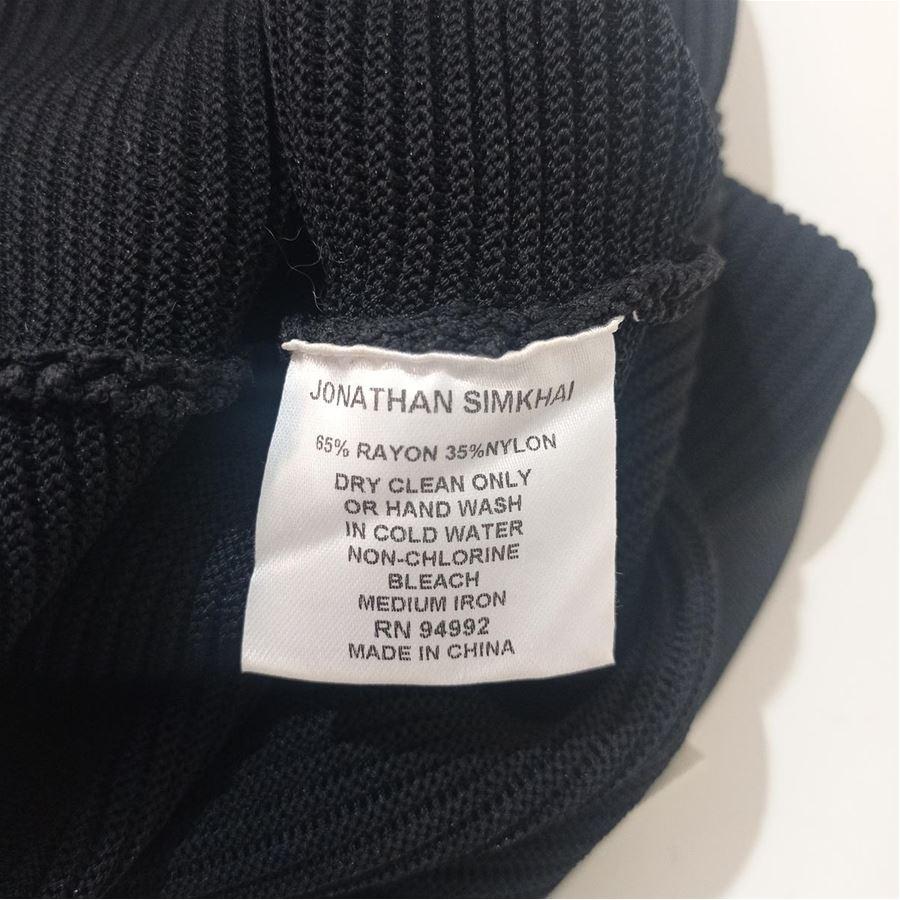 JONATHAN SIMKHAI
65% RAYON 35%NYLON
DRY CLEAN ONLY
OR HAND WASH
IN COLD WATER
NON-CHLORINE
BLEACH
MEDIUM IRON
RN 94992
MADE IN CHINA